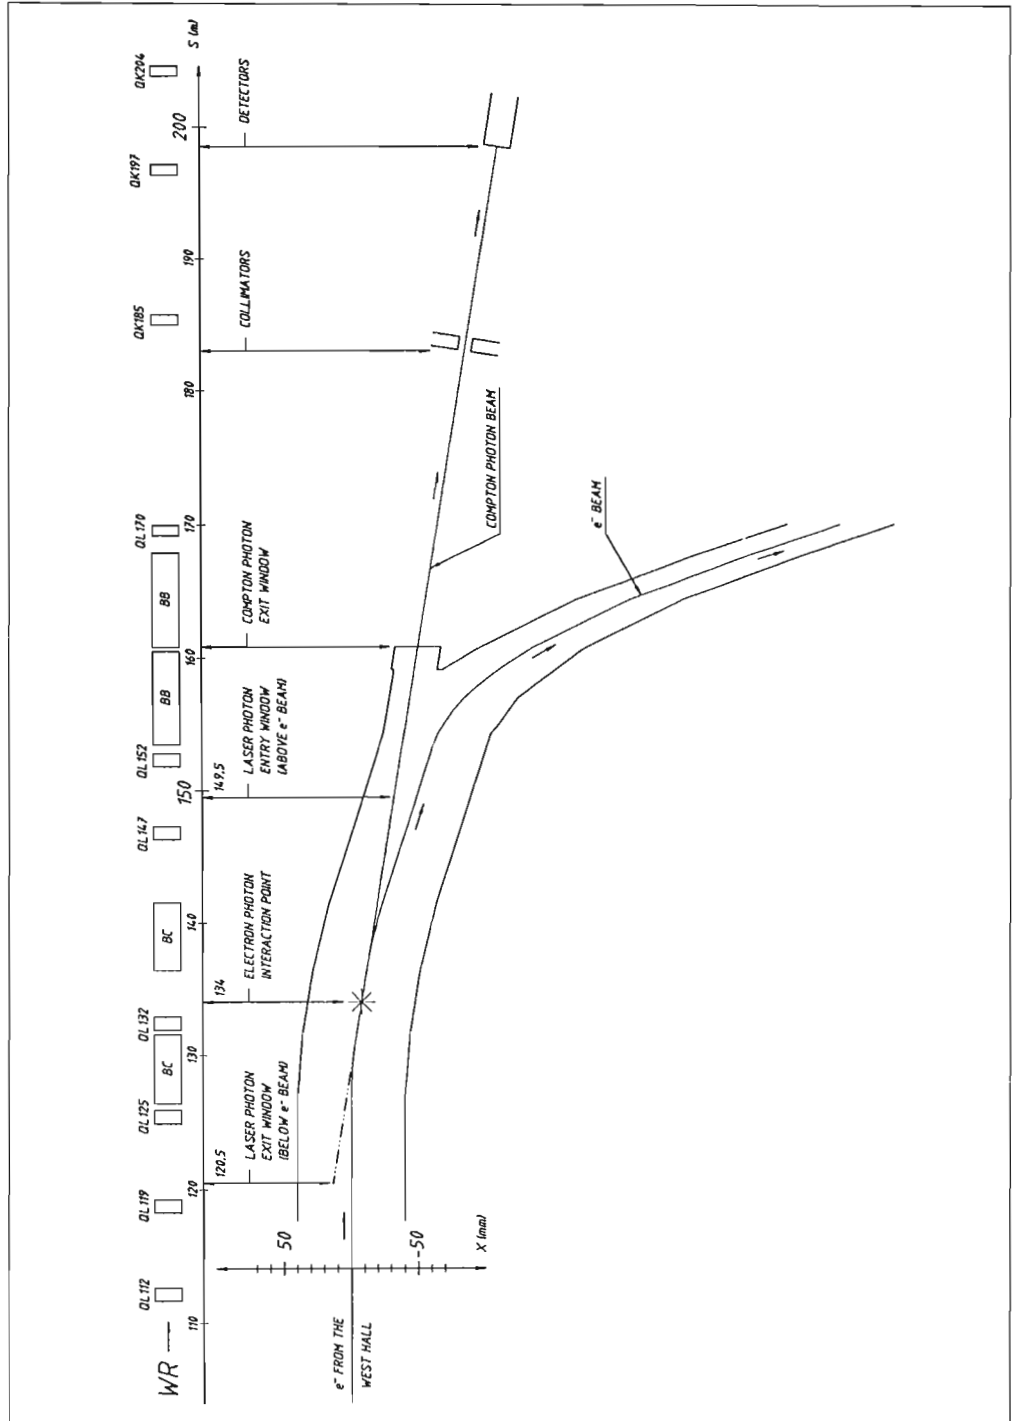 WR
QL112
QL119
QL125
BC
QL132
BC
QL147
QL152
BB
BB
QL170
QK185
QK197
QK204
110
120
130
140
150
160
170
180
190
200
S (m)
120.5
LASER PHOTON
EXIT WINDOW
(BELOW e⁻ BEAM)
134
ELECTRON PHOTON
INTERACTION POINT
149.5
LASER PHOTON
ENTRY WINDOW
(ABOVE e⁻ BEAM)
COMPTON PHOTON
EXIT WINDOW
COLLIMATORS
DETECTORS
50
-50
X (mm)
e⁻ FROM THE
WEST HALL
COMPTON PHOTON BEAM
e⁻ BEAM